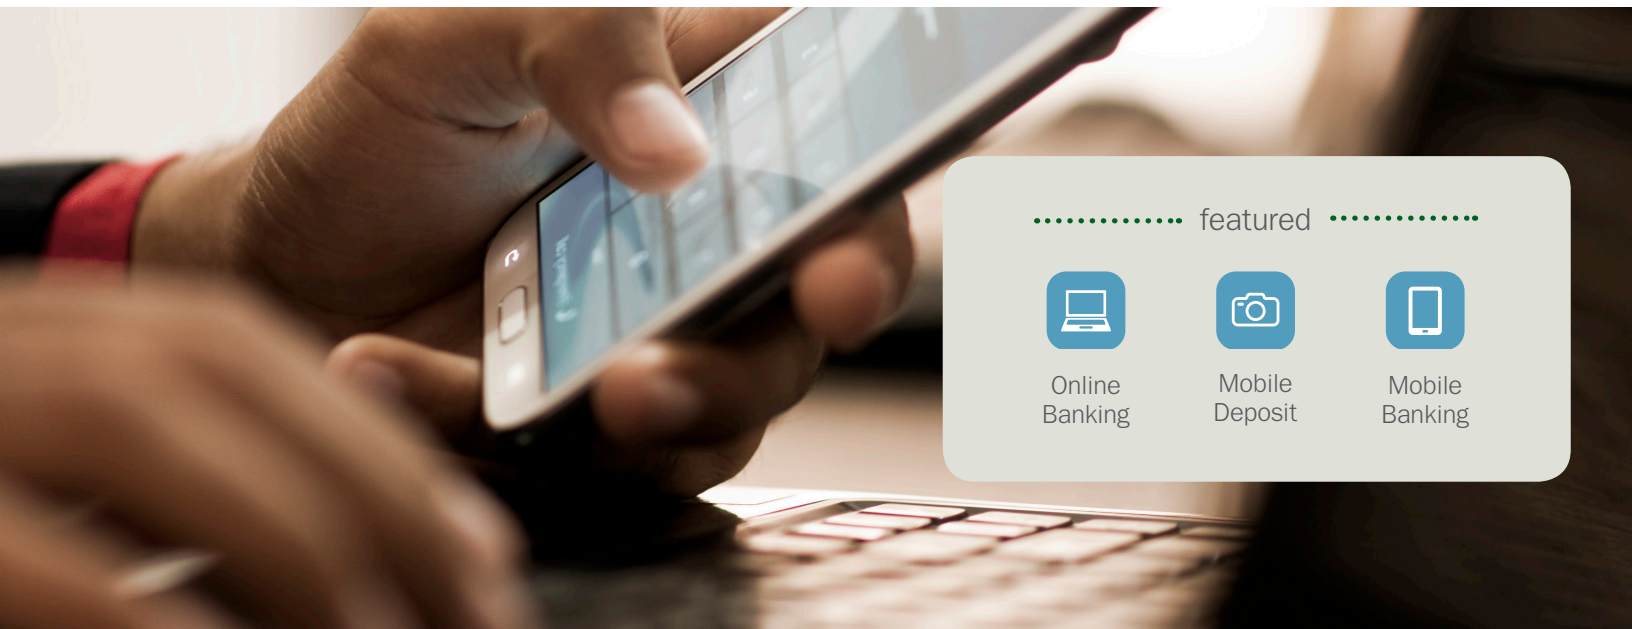 featured
Online
Banking
Mobile
Deposit
Mobile
Banking